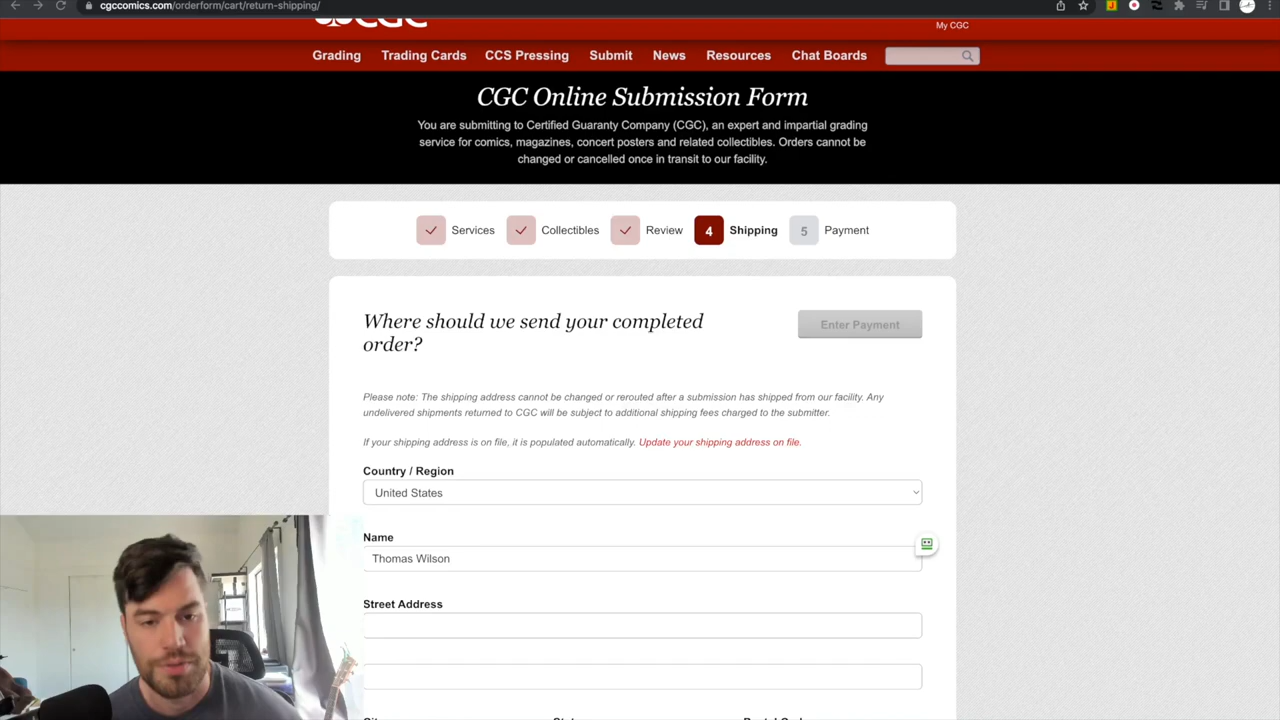 cgccomics.com/orderform/cart/return-shipping/
CGC
My CGC
Grading
Trading Cards
CCS Pressing
Submit
News
Resources
Chat Boards
CGC Online Submission Form
You are submitting to Certified Guaranty Company (CGC), an expert and impartial grading
service for comics, magazines, concert posters and related collectibles. Orders cannot be
changed or cancelled once in transit to our facility.
Services
Collectibles
Review
4 Shipping
5 Payment
Where should we send your completed
order?
Enter Payment
Please note: The shipping address cannot be changed or rerouted after a submission has shipped from our facility. Any
undelivered shipments returned to CGC will be subject to additional shipping fees charged to the submitter.
If your shipping address is on file, it is populated automatically. Update your shipping address on file.
Country / Region
United States
Name
Thomas Wilson
Street Address